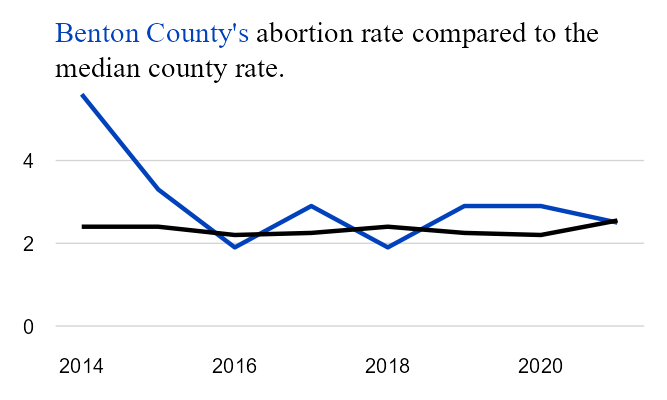 Benton County's abortion rate compared to the
median county rate.
4
2
0
2014 2016 2018 2020